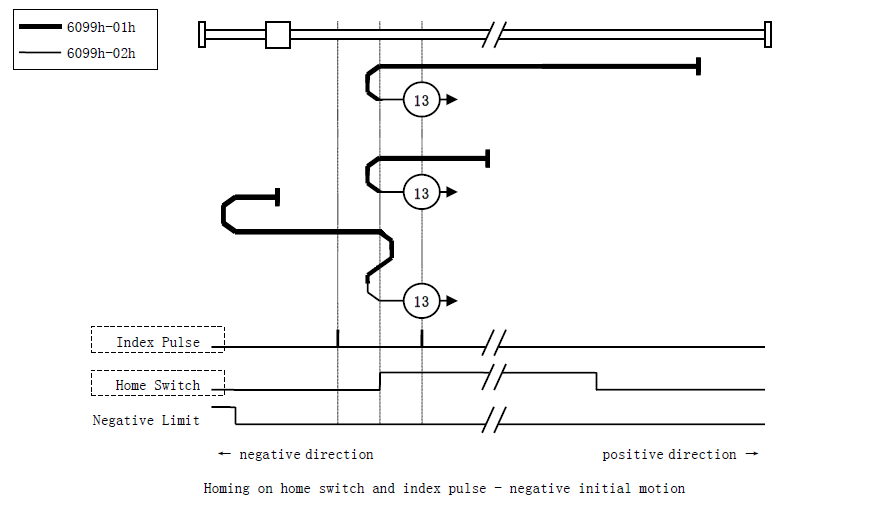 6099h-01h
6099h-02h
13
13
13
Index Pulse
Home Switch
Negative Limit
← negative direction
positive direction →
Homing on home switch and index pulse - negative initial motion